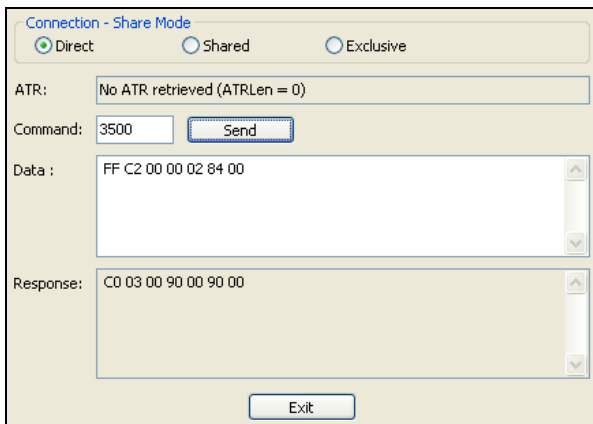 Connection - Share Mode
Direct Shared Exclusive
ATR: No ATR retrieved (ATRLen = 0)
Command: 3500 Send
Data : FF C2 00 00 02 84 00
Response: C0 03 00 90 00 90 00
Exit